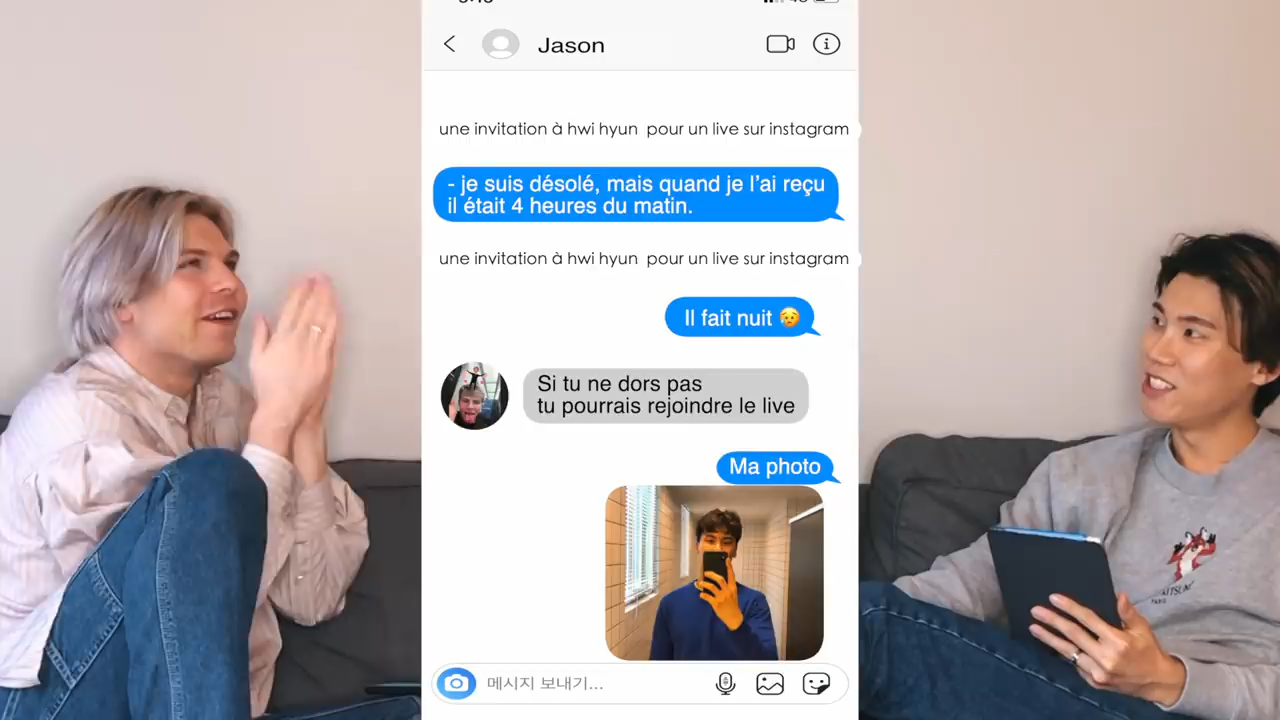 Jason
une invitation à hwi hyun pour un live sur instagram
- je suis désolé, mais quand je l'ai reçu
il était 4 heures du matin.
une invitation à hwi hyun pour un live sur instagram
Il fait nuit 😥
Si tu ne dors pas
tu pourrais rejoindre le live
Ma photo
메시지 보내기...
PARIS